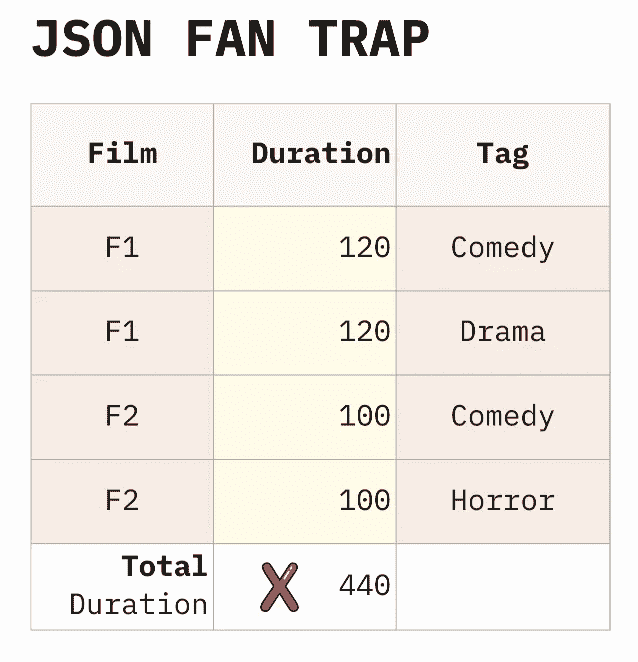 JSON FAN TRAP
Film Duration Tag
F1 120 Comedy
F1 120 Drama
F2 100 Comedy
F2 100 Horror
Total
Duration 440